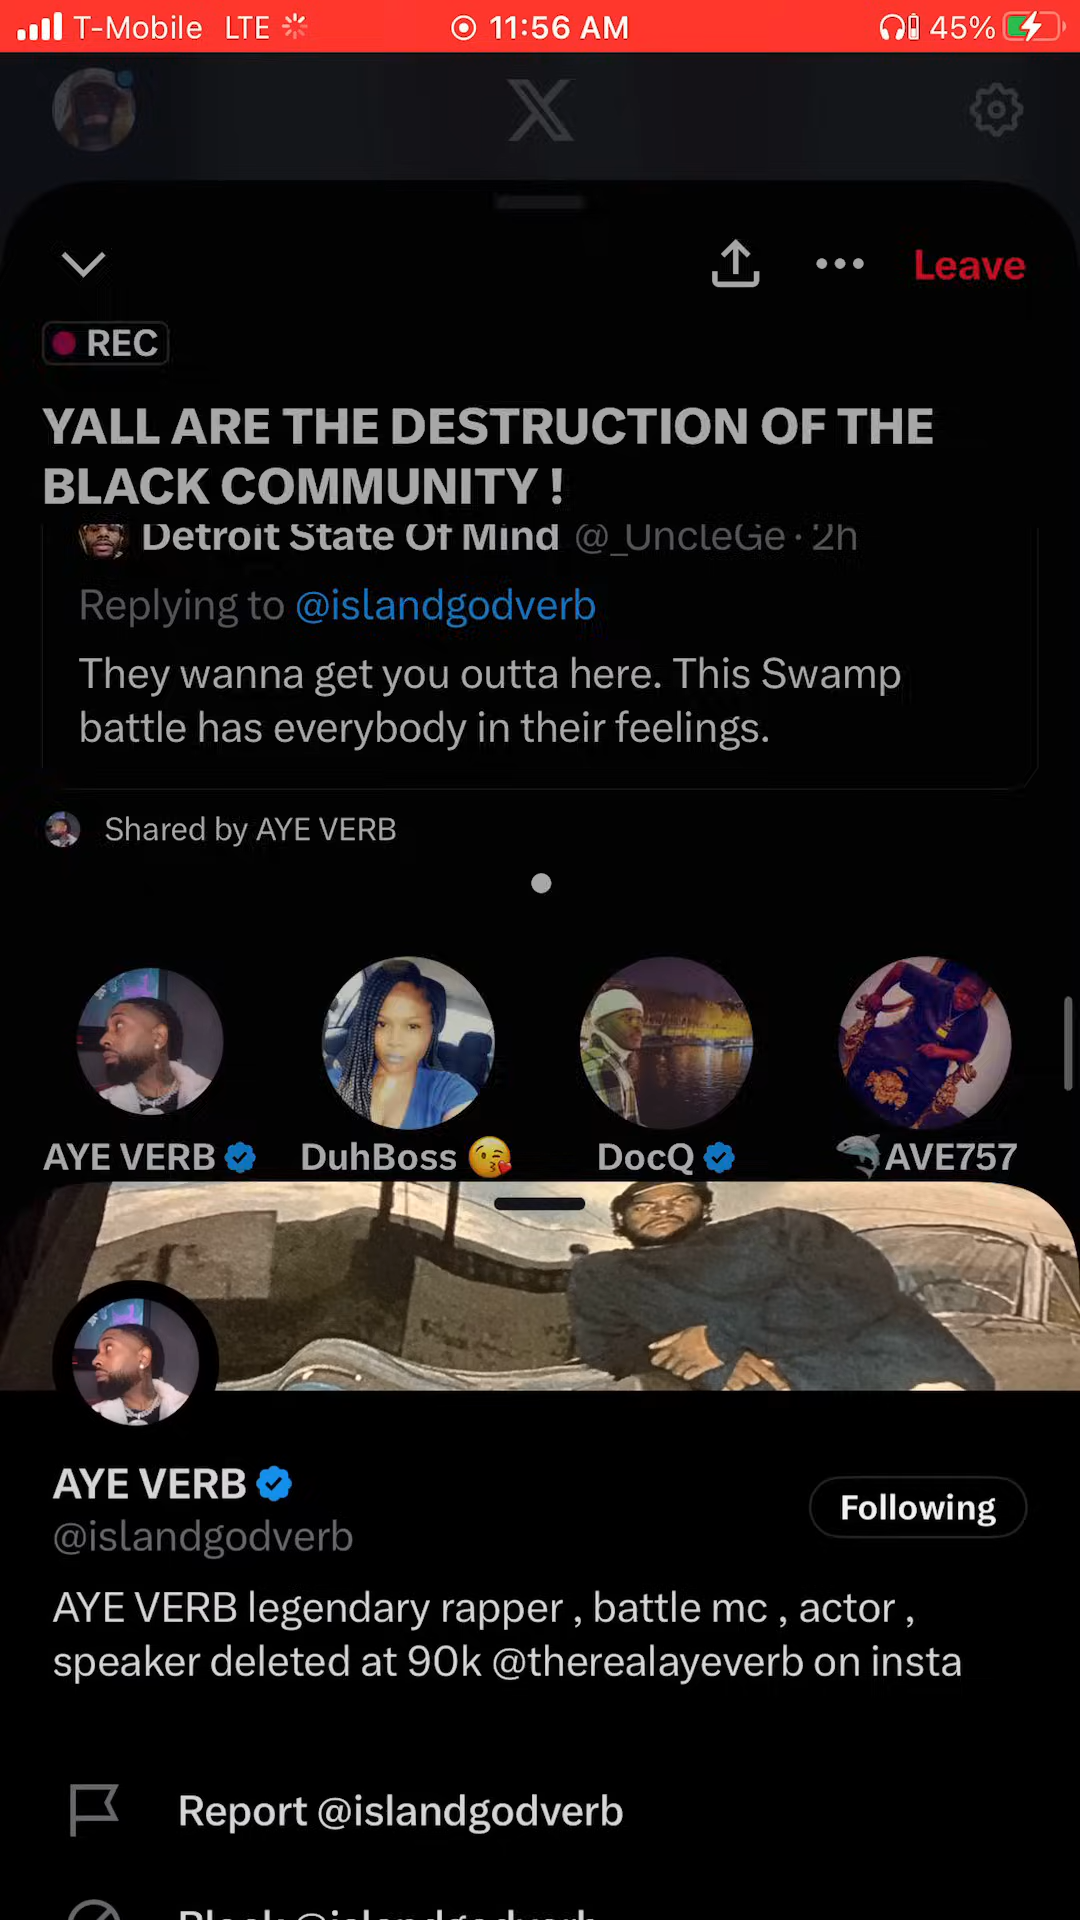 T-Mobile LTE 11:56 AM 45%
Leave
REC
YALL ARE THE DESTRUCTION OF THE
BLACK COMMUNITY !
Detroit State Of Mind @_UncleGe · 2h
Replying to @islandgodverb
They wanna get you outta here. This Swamp
battle has everybody in their feelings.
Shared by AYE VERB
AYE VERB DuhBoss 😘 DocQ 🦈AVE757
AYE VERB
Following
@islandgodverb
AYE VERB legendary rapper , battle mc , actor ,
speaker deleted at 90k @therealayeverb on insta
Report @islandgodverb
Block @islandgodverb